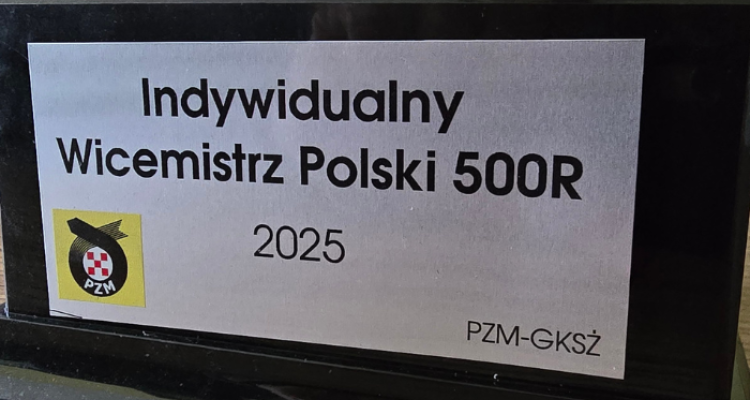 Indywidualny
Wicemistrz Polski 500R
2025
PZM
PZM-GKSŻ